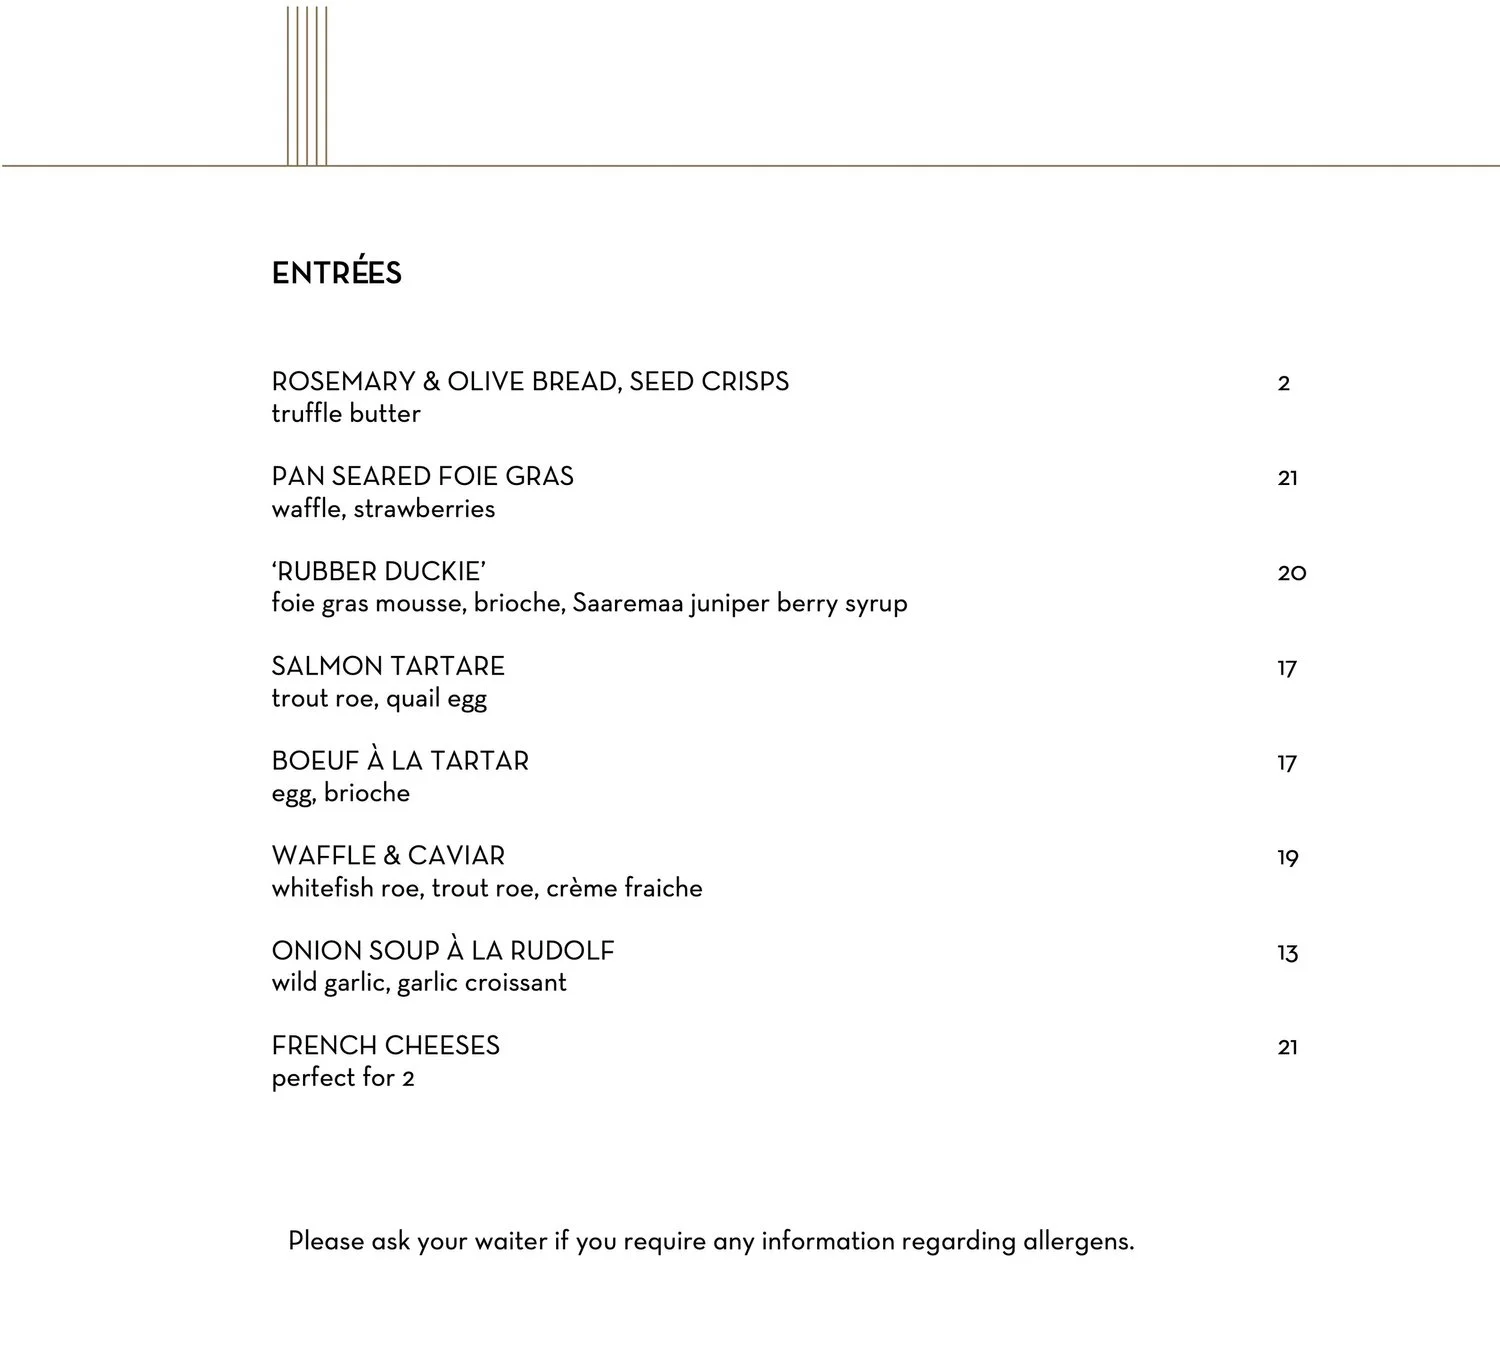 ENTRÉES
ROSEMARY & OLIVE BREAD, SEED CRISPS 2
truffle butter
PAN SEARED FOIE GRAS 21
waffle, strawberries
‘RUBBER DUCKIE’ 20
foie gras mousse, brioche, Saaremaa juniper berry syrup
SALMON TARTARE 17
trout roe, quail egg
BOEUF À LA TARTAR 17
egg, brioche
WAFFLE & CAVIAR 19
whitefish roe, trout roe, crème fraiche
ONION SOUP À LA RUDOLF 13
wild garlic, garlic croissant
FRENCH CHEESES 21
perfect for 2
Please ask your waiter if you require any information regarding allergens.